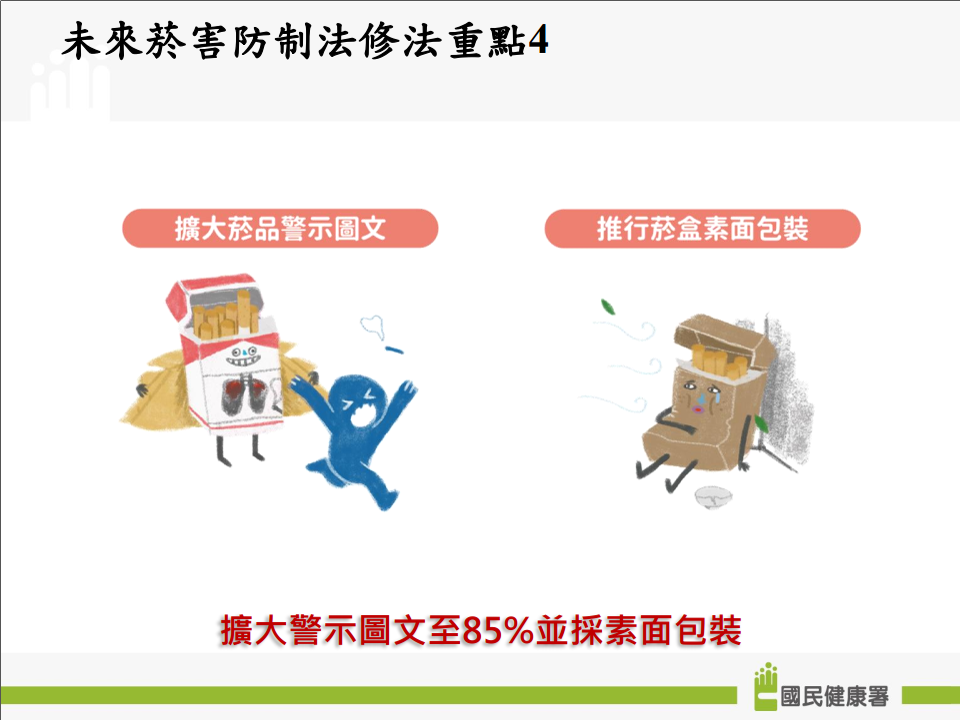 未來菸害防制法修法重點4
擴大菸品警示圖文
推行菸盒素面包裝
擴大警示圖文至85%並採素面包裝
國民健康署